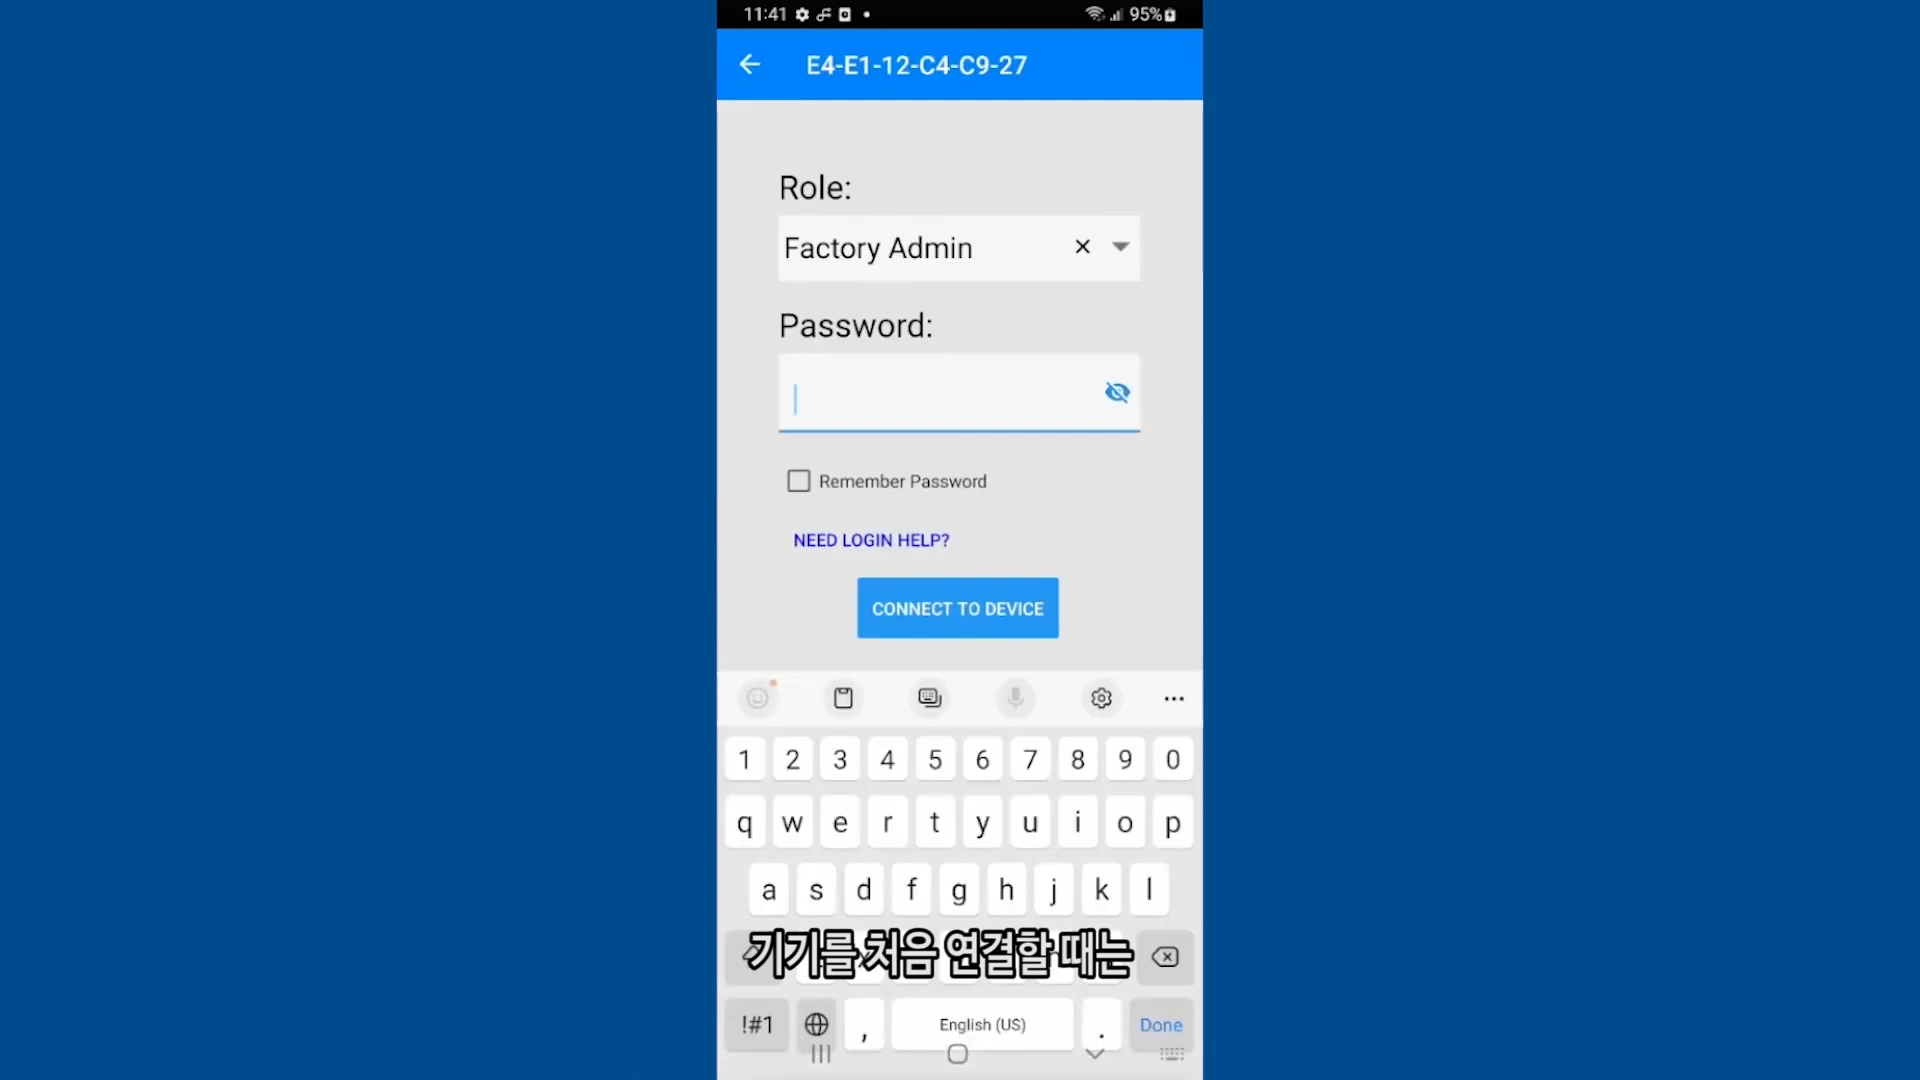 11:41
95%
E4-E1-12-C4-C9-27
Role:
Factory Admin
Password:
Remember Password
NEED LOGIN HELP?
CONNECT TO DEVICE
1 2 3 4 5 6 7 8 9 0
q w e r t y u i o p
a s d f g h j k l
기기를 처음 연결할 때는
!#1 , English (US) . Done